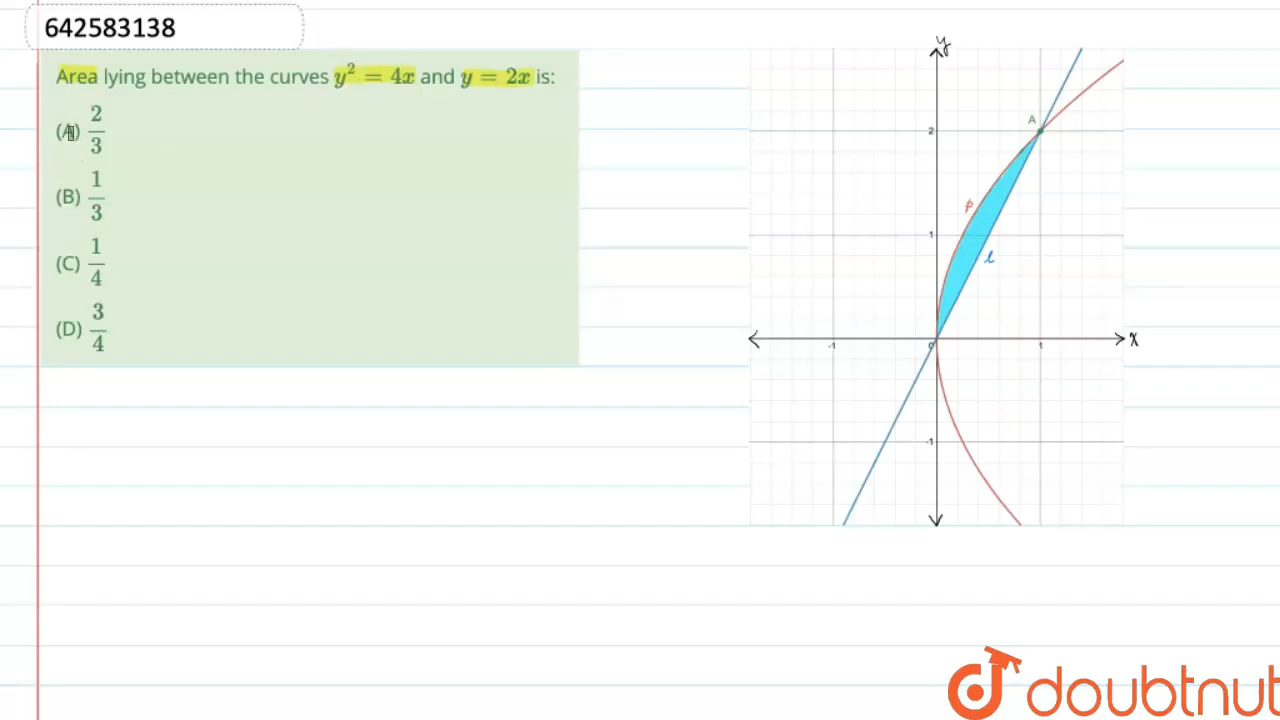 642583138
Area lying between the curves y² = 4x and y = 2x is:
(A) 2/3
(B) 1/3
(C) 1/4
(D) 3/4
y
A
2
p
1
l
-1 0 1 x
-1
doubtnut